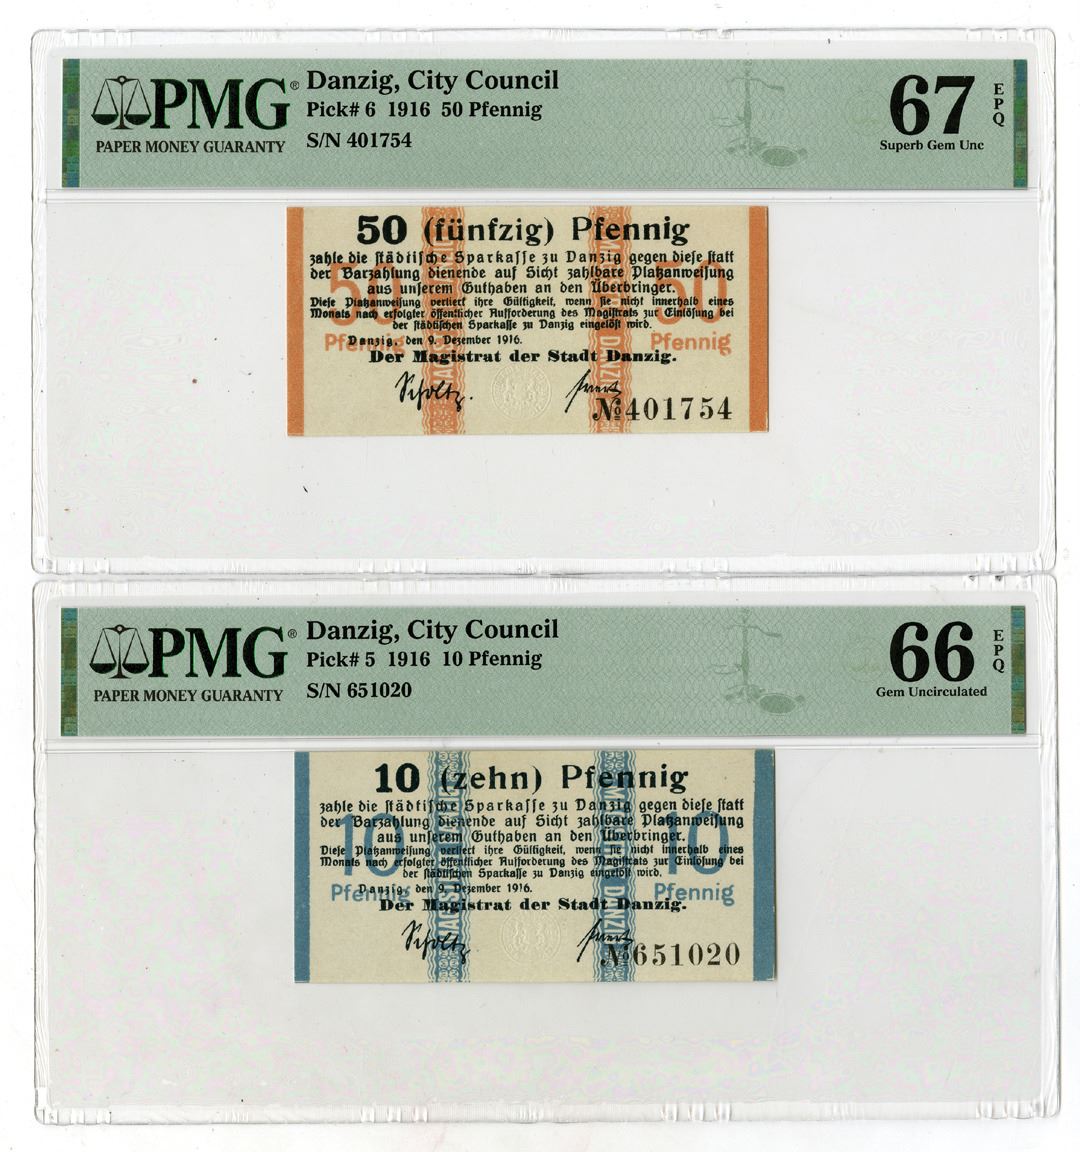 PMG®
PAPER MONEY GUARANTY
Danzig, City Council
Pick# 6 1916 50 Pfennig
S/N 401754
67
EPQ
Superb Gem Unc
50 (fünfzig) Pfennig
zahle die städtische Sparkasse zu Danzig gegen diese statt
der Barzahlung dienende auf Sicht zahlbare Platzanweisung
aus unserem Guthaben an den Überbringer.
Diese Platzanweisung verliert ihre Gültigkeit, wenn sie nicht innerhalb eines
Monats nach erfolgter öffentlicher Aufforderung des Magistrats zur Einlösung bei
der städtischen Sparkasse zu Danzig eingelöst wird.
Danzig, den 9. Dezember 1916.
Der Magistrat der Stadt Danzig.
50 Pfennig
50 Pfennig
Scholtz.
№401754
PMG®
PAPER MONEY GUARANTY
Danzig, City Council
Pick# 5 1916 10 Pfennig
S/N 651020
66
EPQ
Gem Uncirculated
10 (zehn) Pfennig
zahle die städtische Sparkasse zu Danzig gegen diese statt
der Barzahlung dienende auf Sicht zahlbare Platzanweisung
aus unserem Guthaben an den Überbringer.
Diese Platzanweisung verliert ihre Gültigkeit, wenn sie nicht innerhalb eines
Monats nach erfolgter öffentlicher Aufforderung des Magistrats zur Einlösung bei
der städtischen Sparkasse zu Danzig eingelöst wird.
Danzig, den 9. Dezember 1916.
Der Magistrat der Stadt Danzig.
10 Pfennig
10 Pfennig
Scholtz
№651020